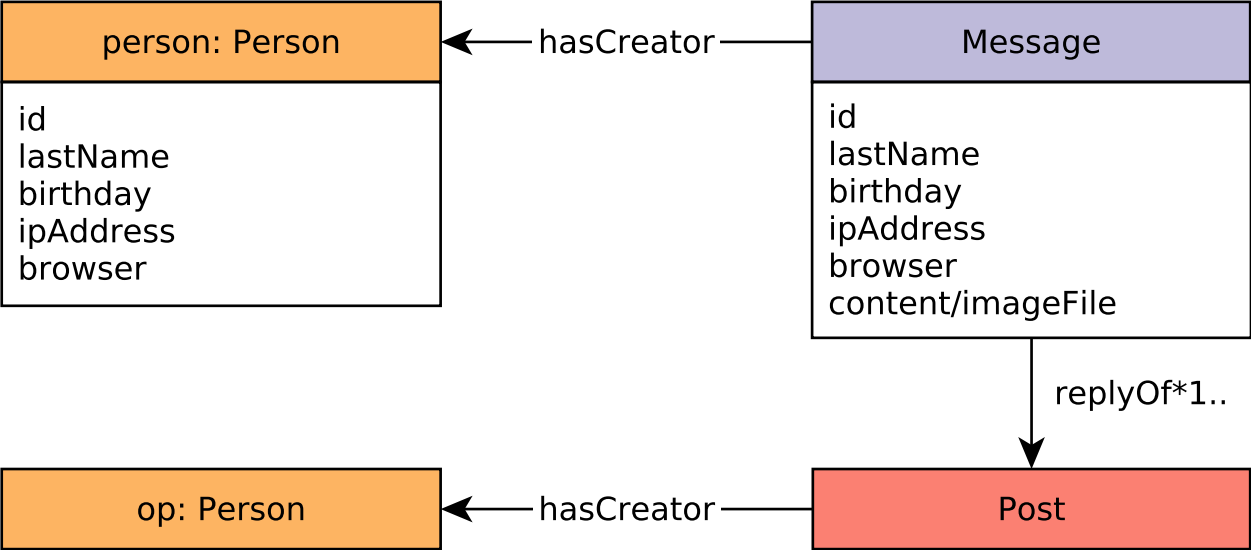 person: Person
hasCreator
Message
id
lastName
birthday
ipAddress
browser
id
lastName
birthday
ipAddress
browser
content/imageFile
replyOf*1..
op: Person
hasCreator
Post